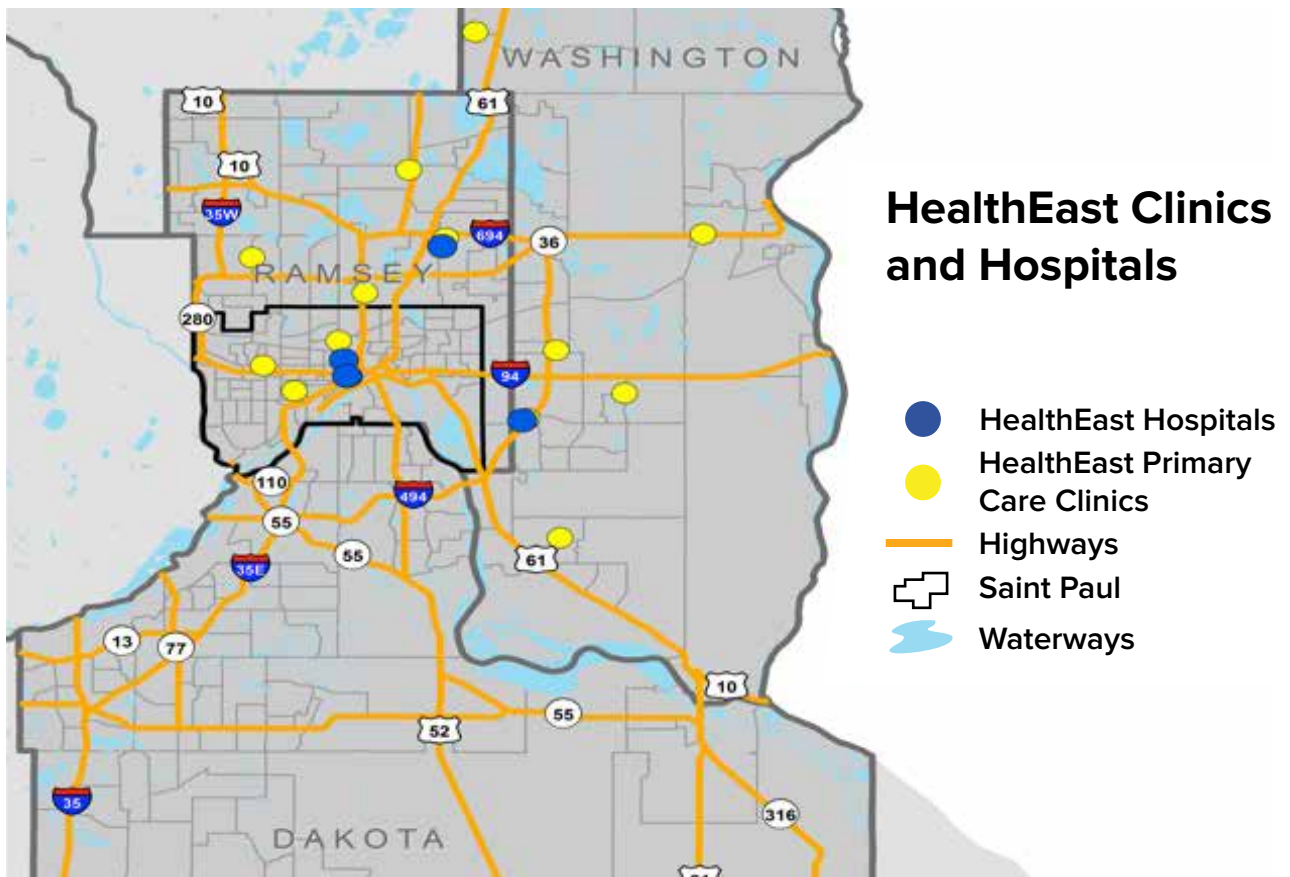 WASHINGTON
10
61
10
35W
694
36
RAMSEY
280
94
110
494
55
55
61
35E
13
77
10
55
52
35
316
DAKOTA
HealthEast Clinics
and Hospitals
HealthEast Hospitals
HealthEast Primary
Care Clinics
Highways
Saint Paul
Waterways